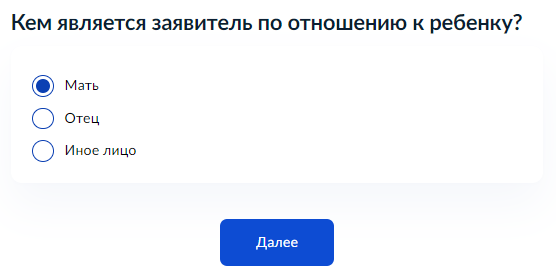 Кем является заявитель по отношению к ребенку?
Мать
Отец
Иное лицо
Далее